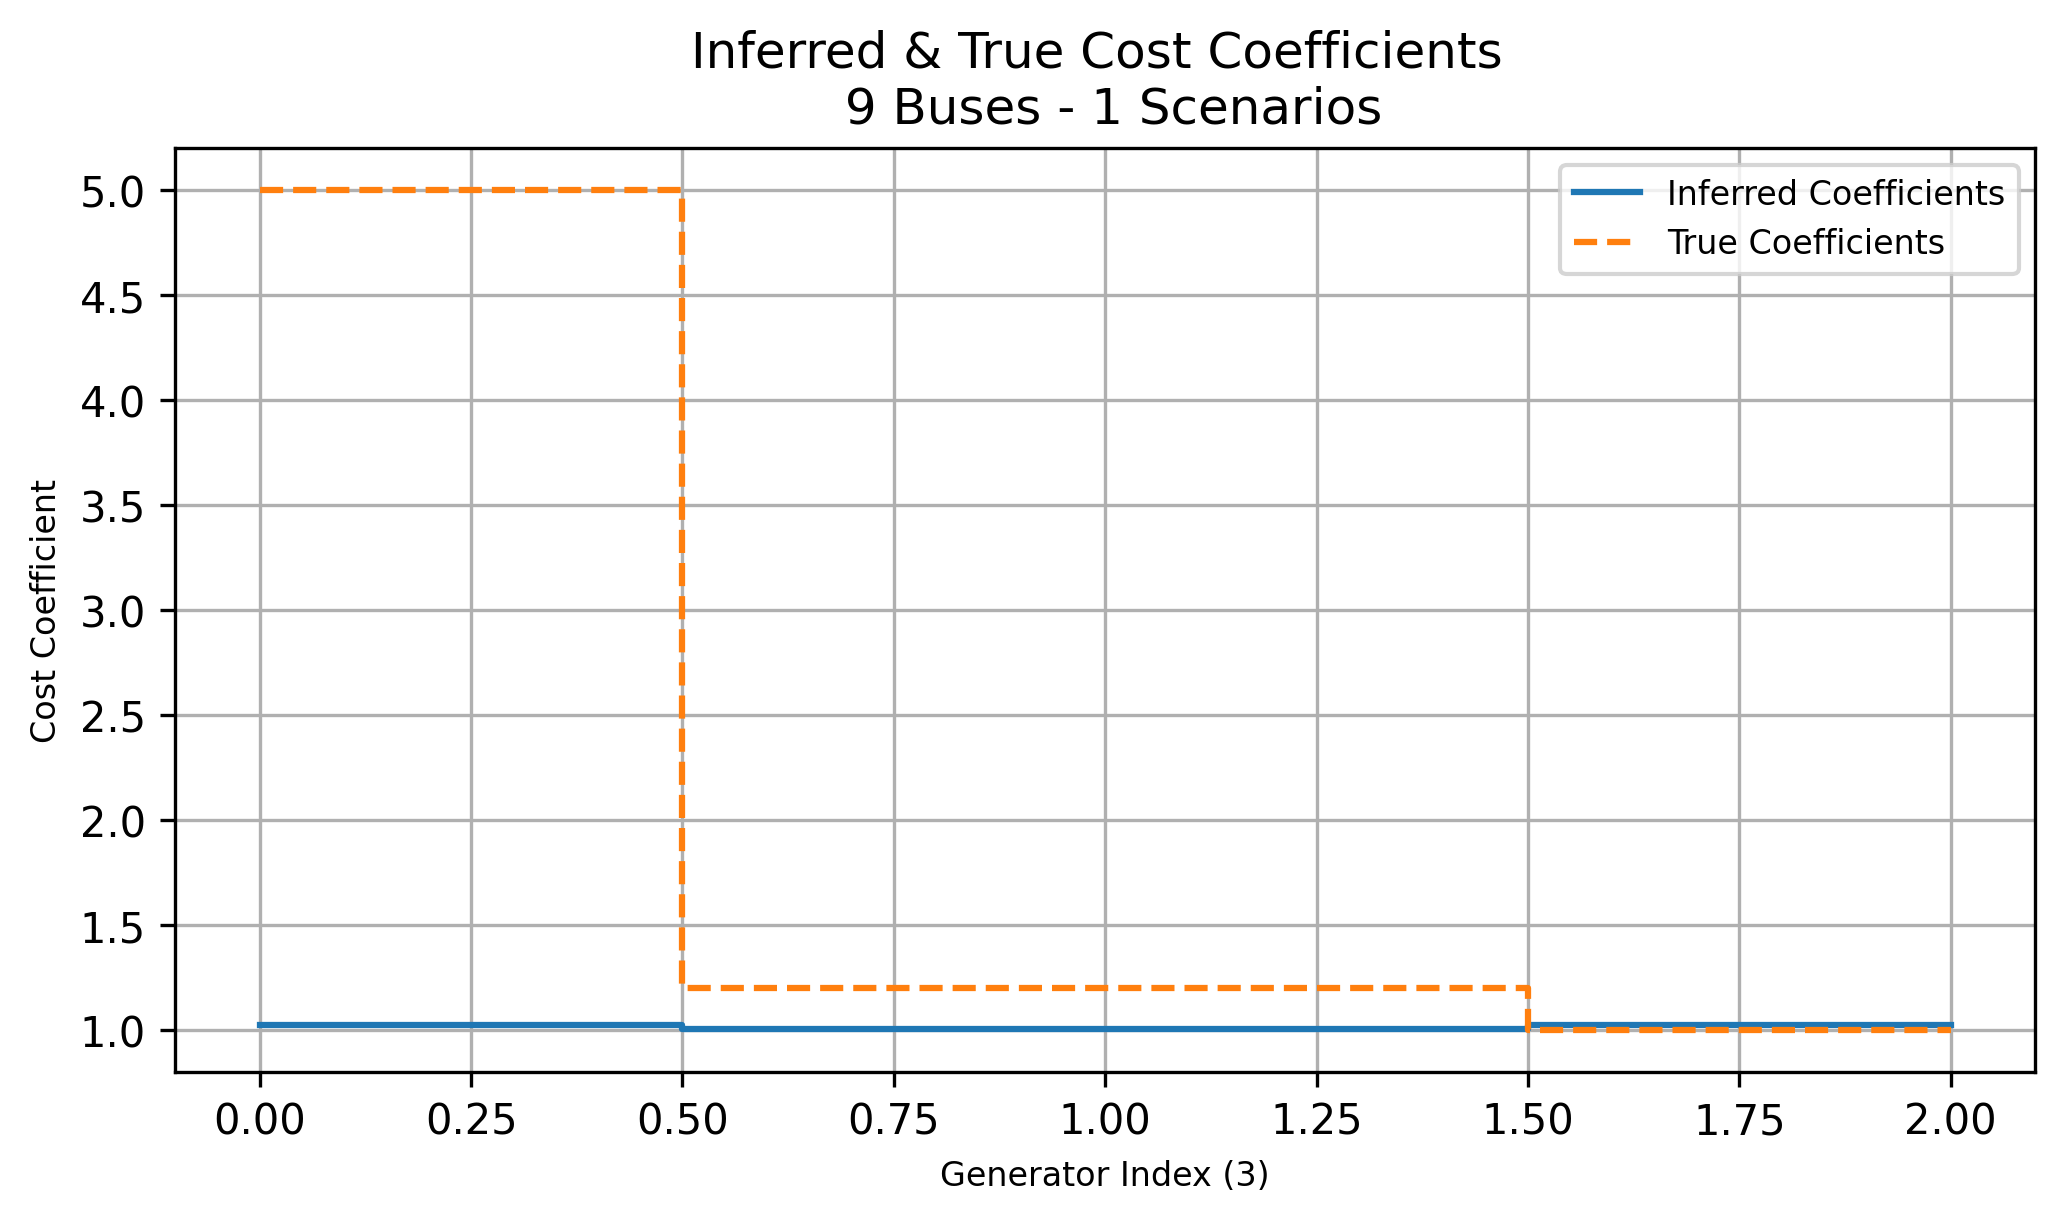 Inferred & True Cost Coefficients
9 Buses - 1 Scenarios
5.0
4.5
4.0
3.5
3.0
2.5
2.0
1.5
1.0
Cost Coefficient
Inferred Coefficients
True Coefficients
0.00 0.25 0.50 0.75 1.00 1.25 1.50 1.75 2.00
Generator Index (3)